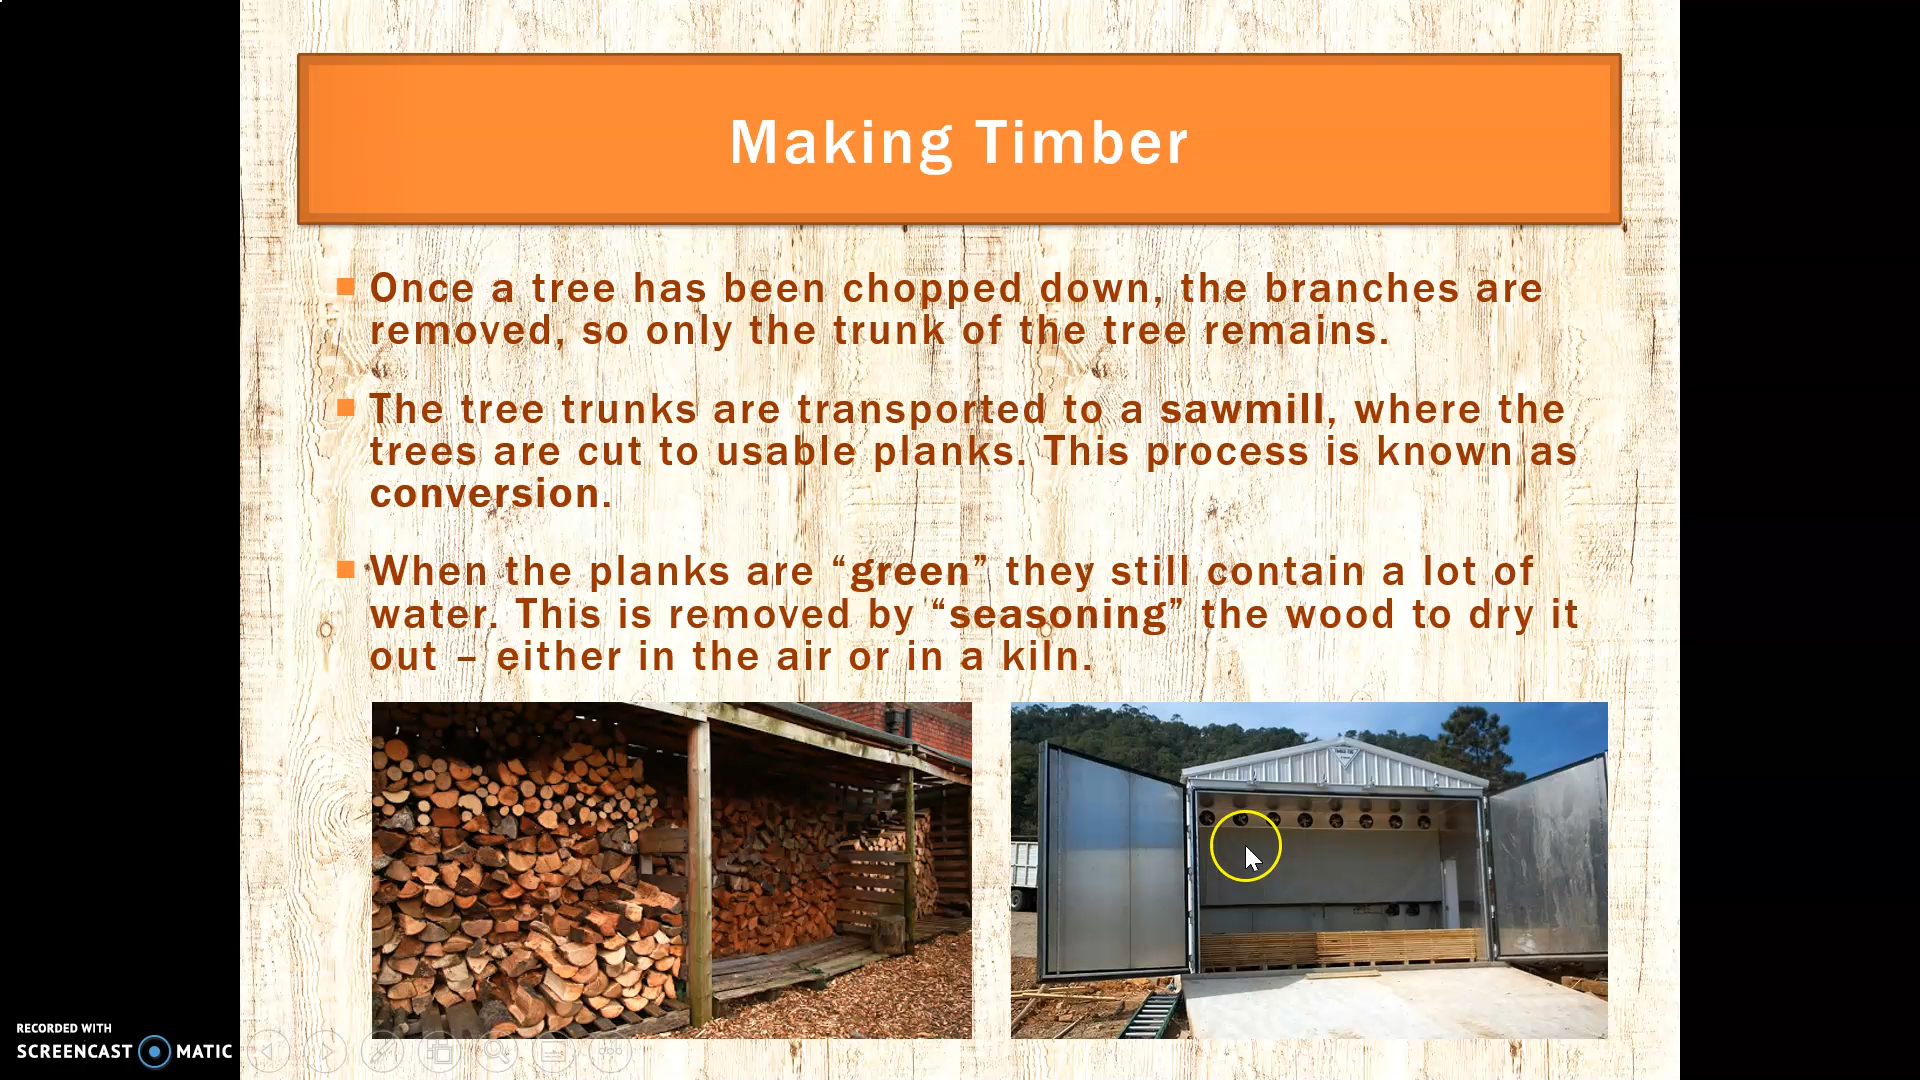 Making Timber
Once a tree has been chopped down, the branches are
removed, so only the trunk of the tree remains.
The tree trunks are transported to a sawmill, where the
trees are cut to usable planks. This process is known as
conversion.
When the planks are “green” they still contain a lot of
water. This is removed by “seasoning” the wood to dry it
out – either in the air or in a kiln.
RECORDED WITH
SCREENCAST MATIC